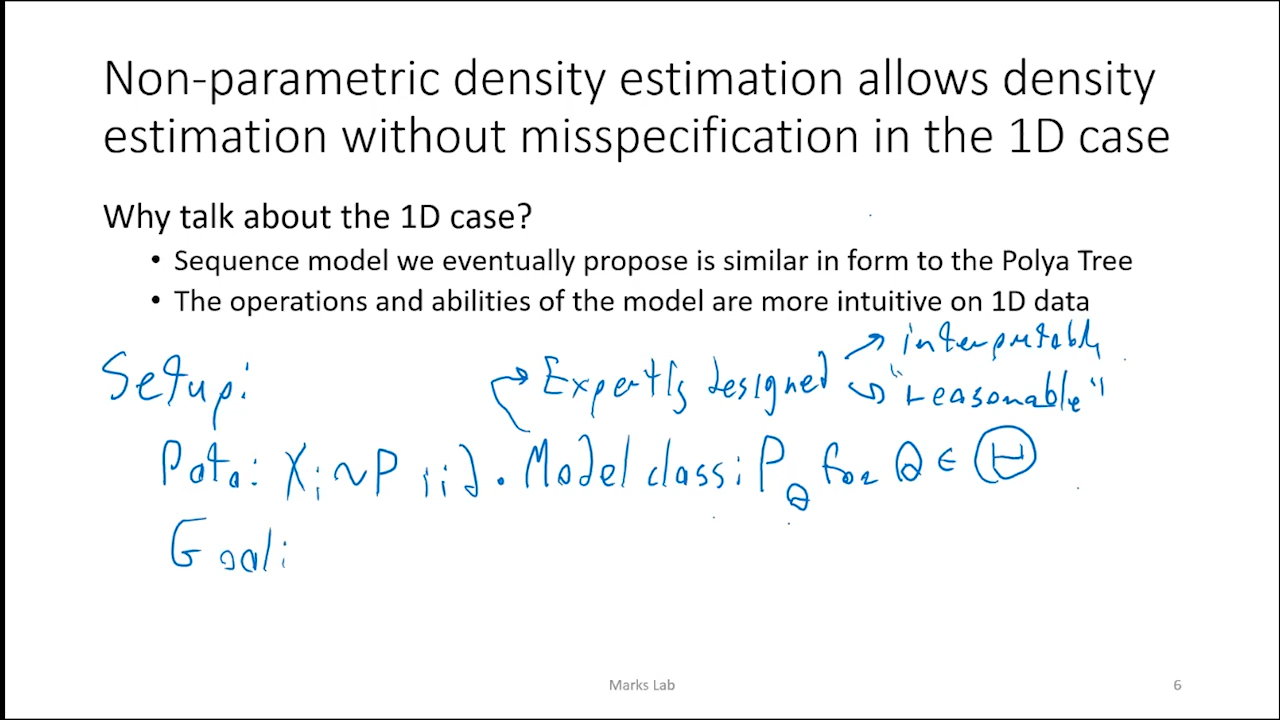 Non-parametric density estimation allows density
estimation without misspecification in the 1D case
Why talk about the 1D case?
• Sequence model we eventually propose is similar in form to the Polya Tree
• The operations and abilities of the model are more intuitive on 1D data
Setup:
Expertly designed
interpretable
"reasonable"
Data: Xi ~ P iid. Model class: Pθ for θ ∈ Θ
Goal:
Marks Lab
6